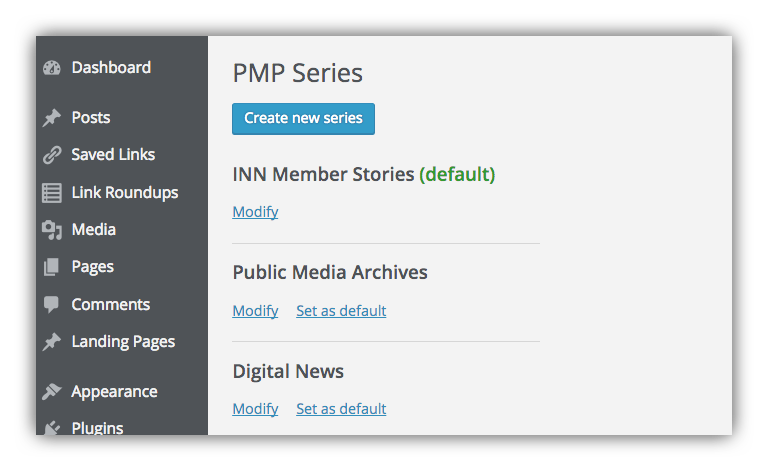 Dashboard
Posts
Saved Links
Link Roundups
Media
Pages
Comments
Landing Pages
Appearance
Plugins
PMP Series
Create new series
INN Member Stories (default)
Modify
Public Media Archives
Modify Set as default
Digital News
Modify Set as default